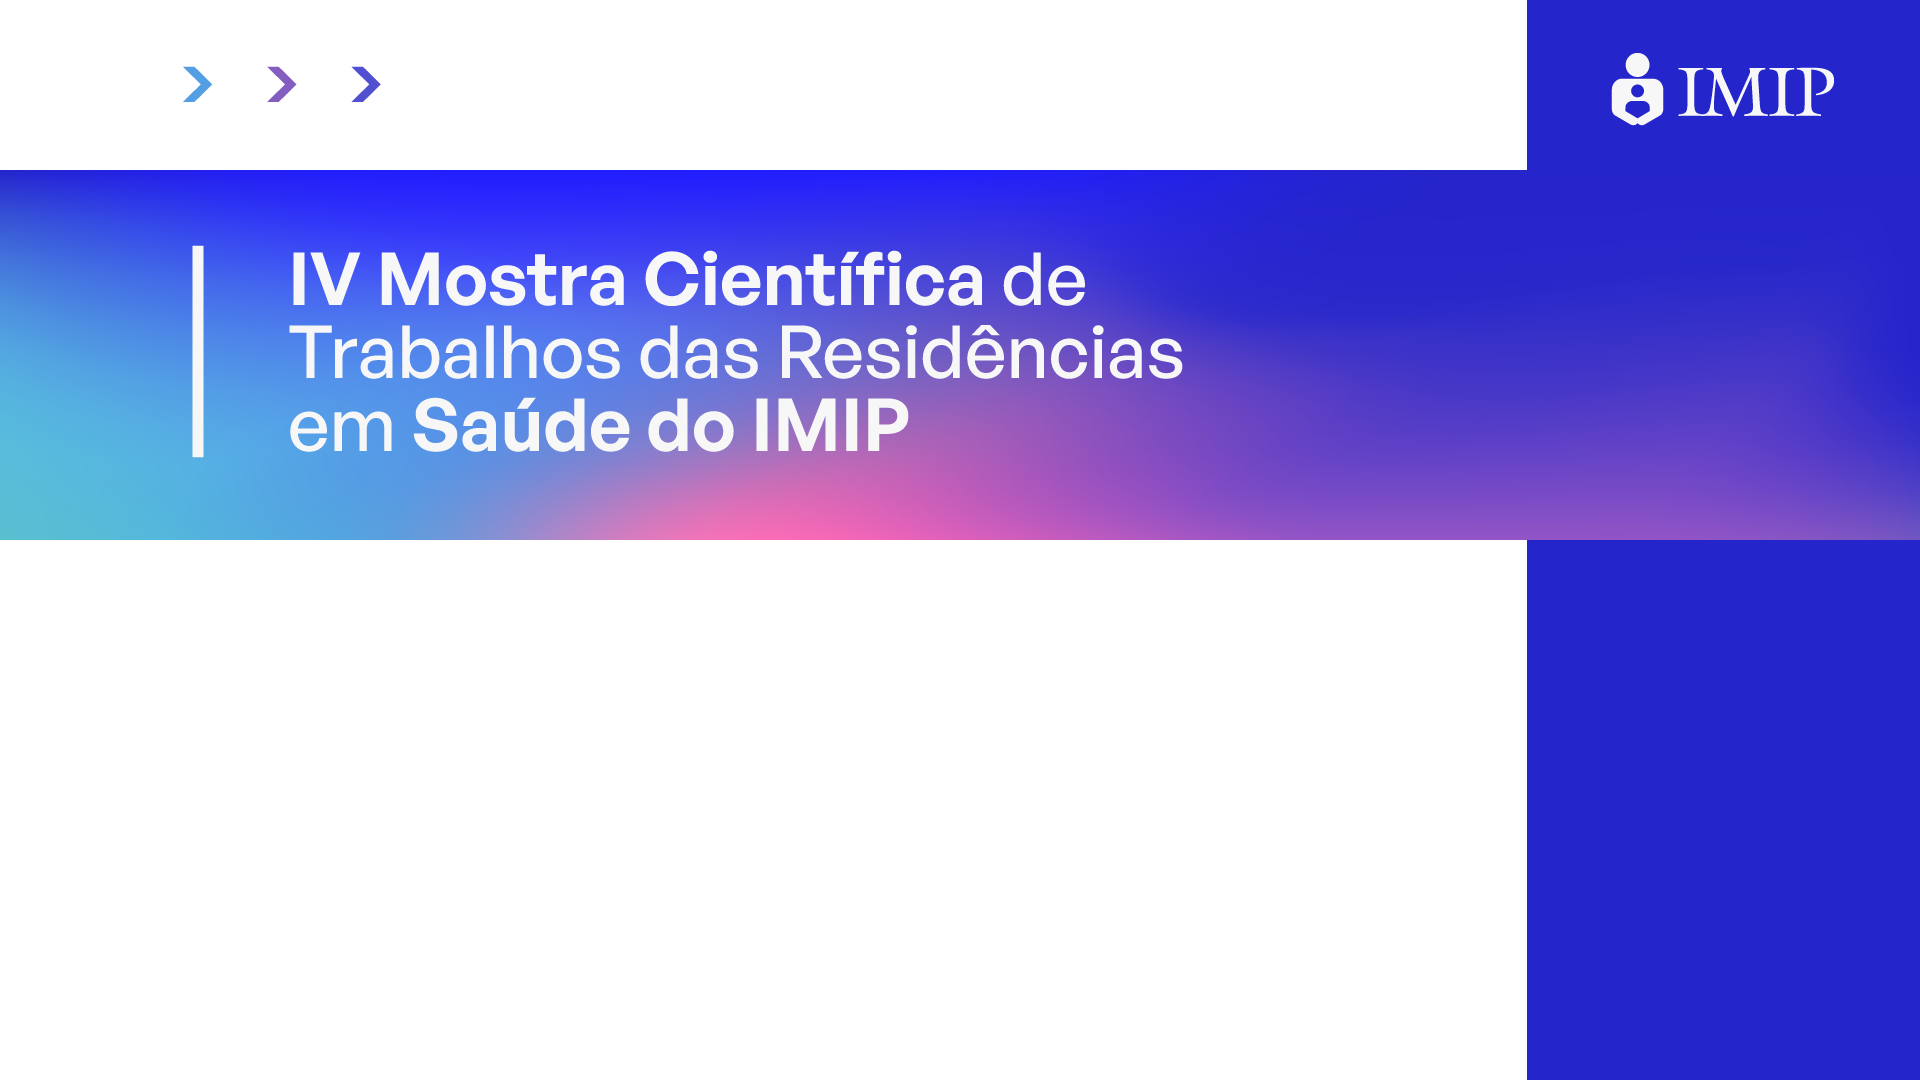 IMIP
IV Mostra Científica de
Trabalhos das Residências
em Saúde do IMIP